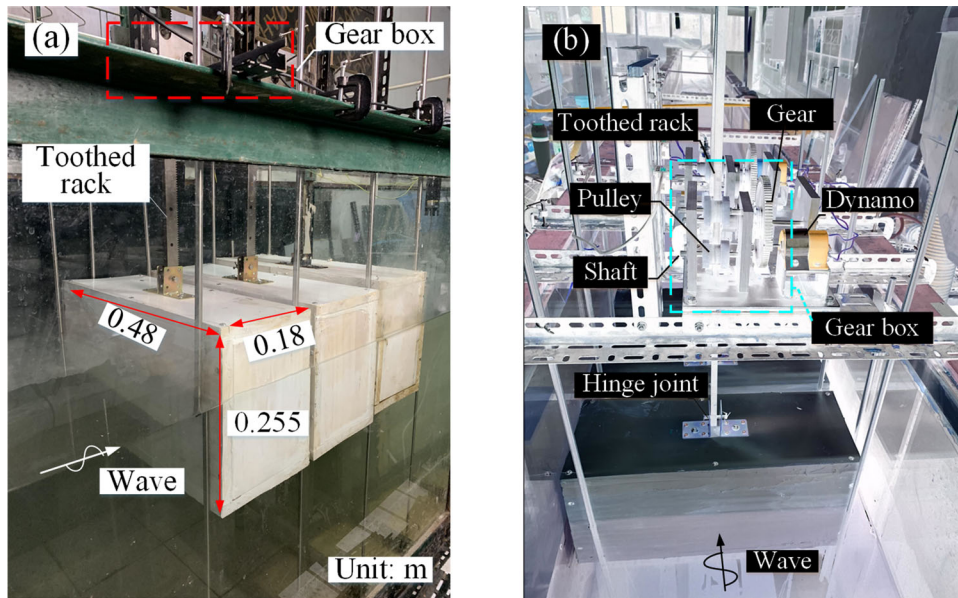 (a)
Gear box
Toothed
rack
0.48
0.18
0.255
Wave
Unit: m
(b)
Gear
Toothed rack
Pulley
Dynamo
Shaft
Gear box
Hinge joint
Wave